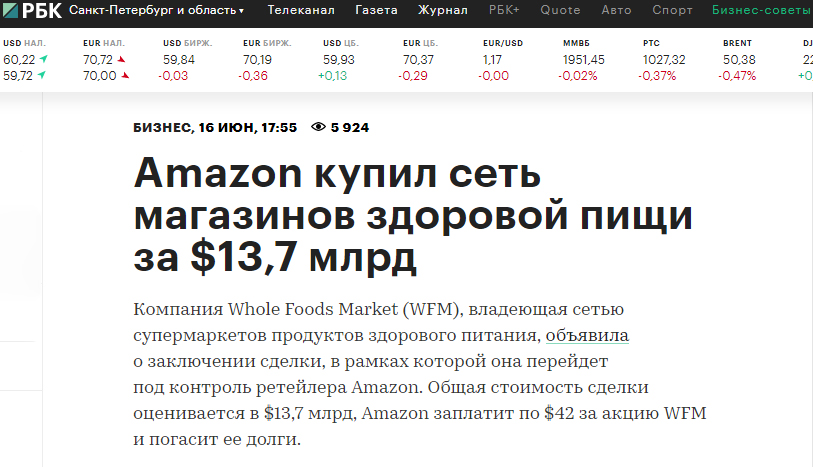 РБК Санкт-Петербург и область ▾ Телеканал Газета Журнал РБК+ Quote Авто Спорт Бизнес-советы
USD НАЛ. EUR НАЛ. USD БИРЖ. EUR БИРЖ. USD ЦБ. EUR ЦБ. EUR/USD ММВБ РТС BRENT DJ
60,22 70,72 59,84 70,19 59,93 70,37 1,17 1951,45 1027,32 50,38
59,72 70,00 -0,03 -0,36 +0,13 -0,29 -0,00 -0,02% -0,37% -0,47%
БИЗНЕС, 16 ИЮН, 17:55 5 924
Amazon купил сеть
магазинов здоровой пищи
за $13,7 млрд
Компания Whole Foods Market (WFM), владеющая сетью
супермаркетов продуктов здорового питания, объявила
о заключении сделки, в рамках которой она перейдет
под контроль ретейлера Amazon. Общая стоимость сделки
оценивается в $13,7 млрд, Amazon заплатит по $42 за акцию WFM
и погасит ее долги.